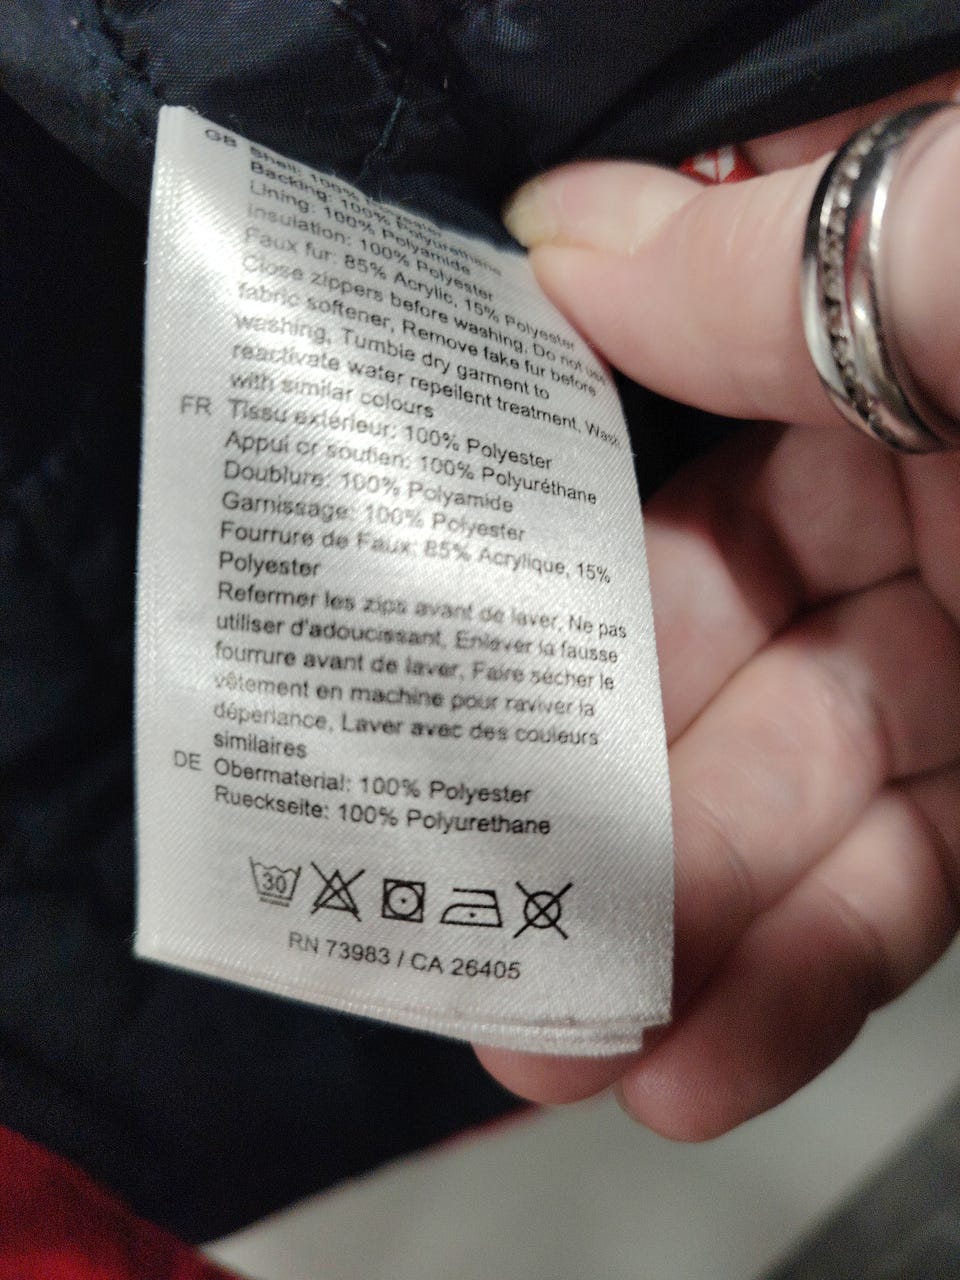 GB Shell: 100% Polyester
Backing: 100% Polyurethane
Lining: 100% Polyamide
Insulation: 100% Polyester
Faux fur: 85% Acrylic, 15% Polyester
Close zippers before washing, Do not use
fabric softener, Remove fake fur before
washing, Tumble dry garment to
reactivate water repellent treatment, Wash
with similar colours
FR Tissu extérieur: 100% Polyester
Appui or soutien: 100% Polyuréthane
Doublure: 100% Polyamide
Garnissage: 100% Polyester
Fourrure de Faux: 85% Acrylique, 15%
Polyester
Refermer les zips avant de laver, Ne pas
utiliser d'adoucissant, Enlever la fausse
fourrure avant de laver, Faire sécher le
vêtement en machine pour raviver la
déperlance, Laver avec des couleurs
similaires
DE Obermaterial: 100% Polyester
Rueckseite: 100% Polyurethane
30
RN 73983 / CA 26405